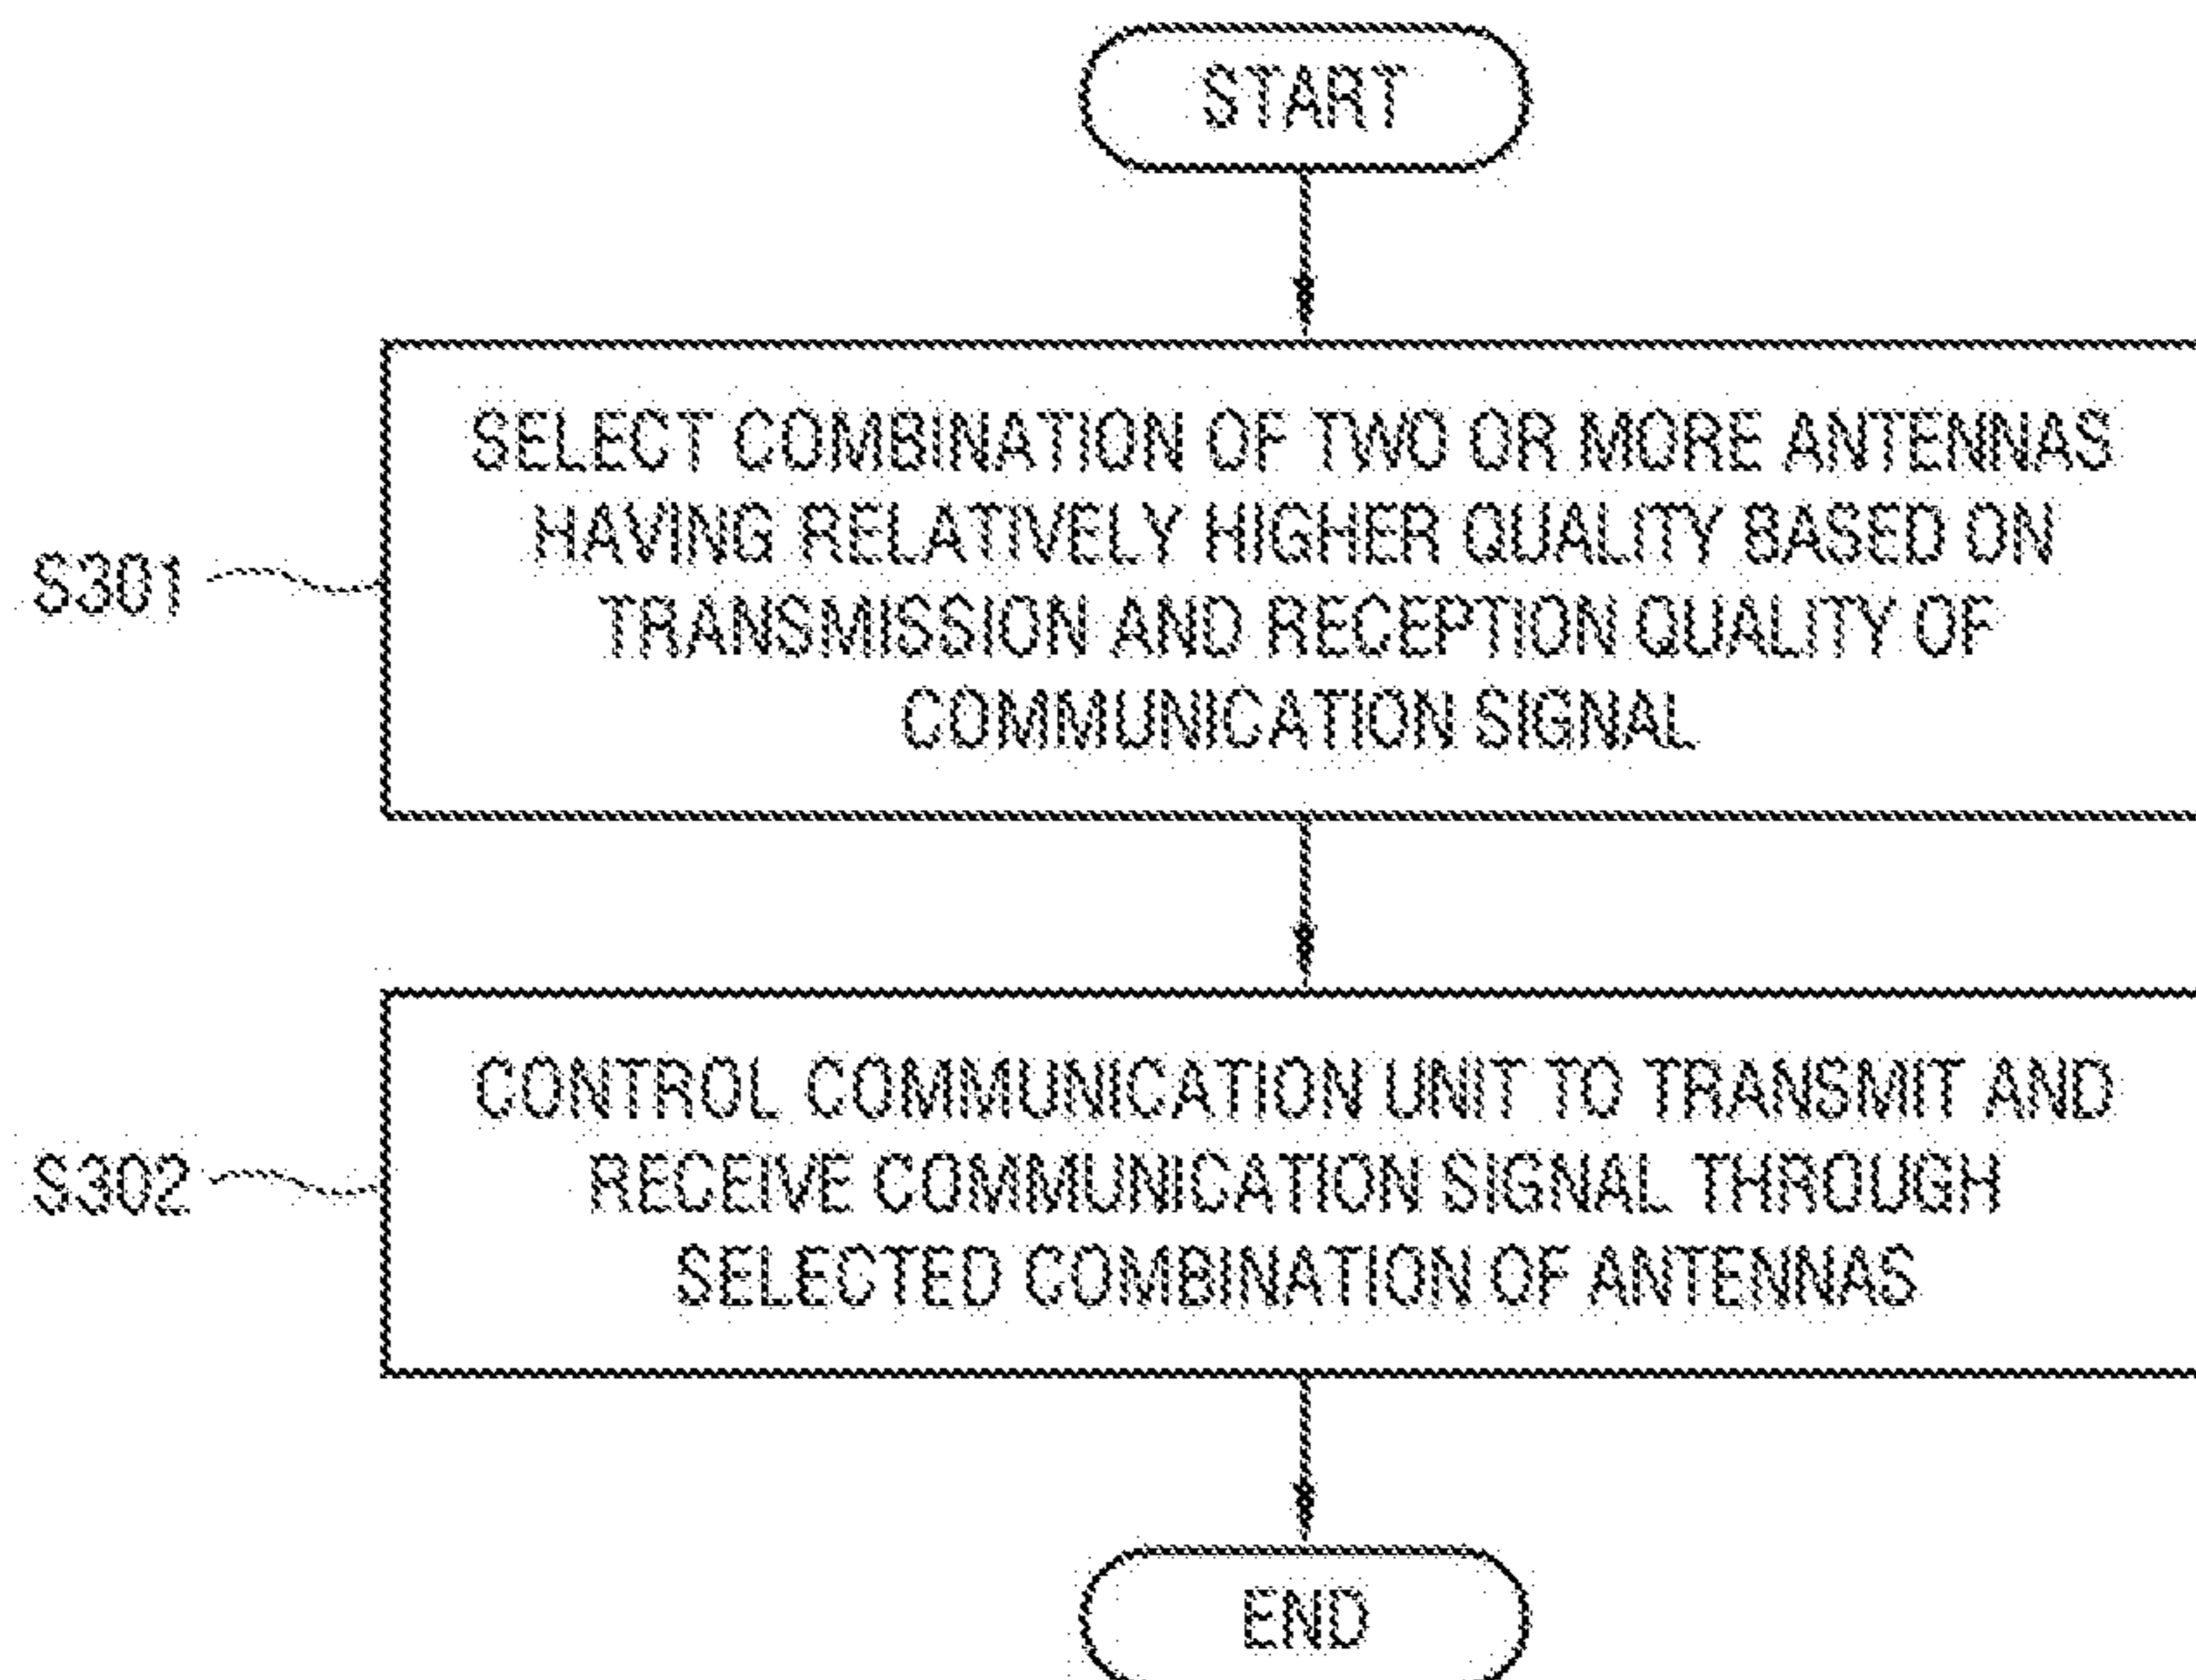 START
SELECT COMBINATION OF TWO OR MORE ANTENNAS
HAVING RELATIVELY HIGHER QUALITY BASED ON
TRANSMISSION AND RECEPTION QUALITY OF
COMMUNICATION SIGNAL
S301
CONTROL COMMUNICATION UNIT TO TRANSMIT AND
RECEIVE COMMUNICATION SIGNAL THROUGH
SELECTED COMBINATION OF ANTENNAS
S302
END